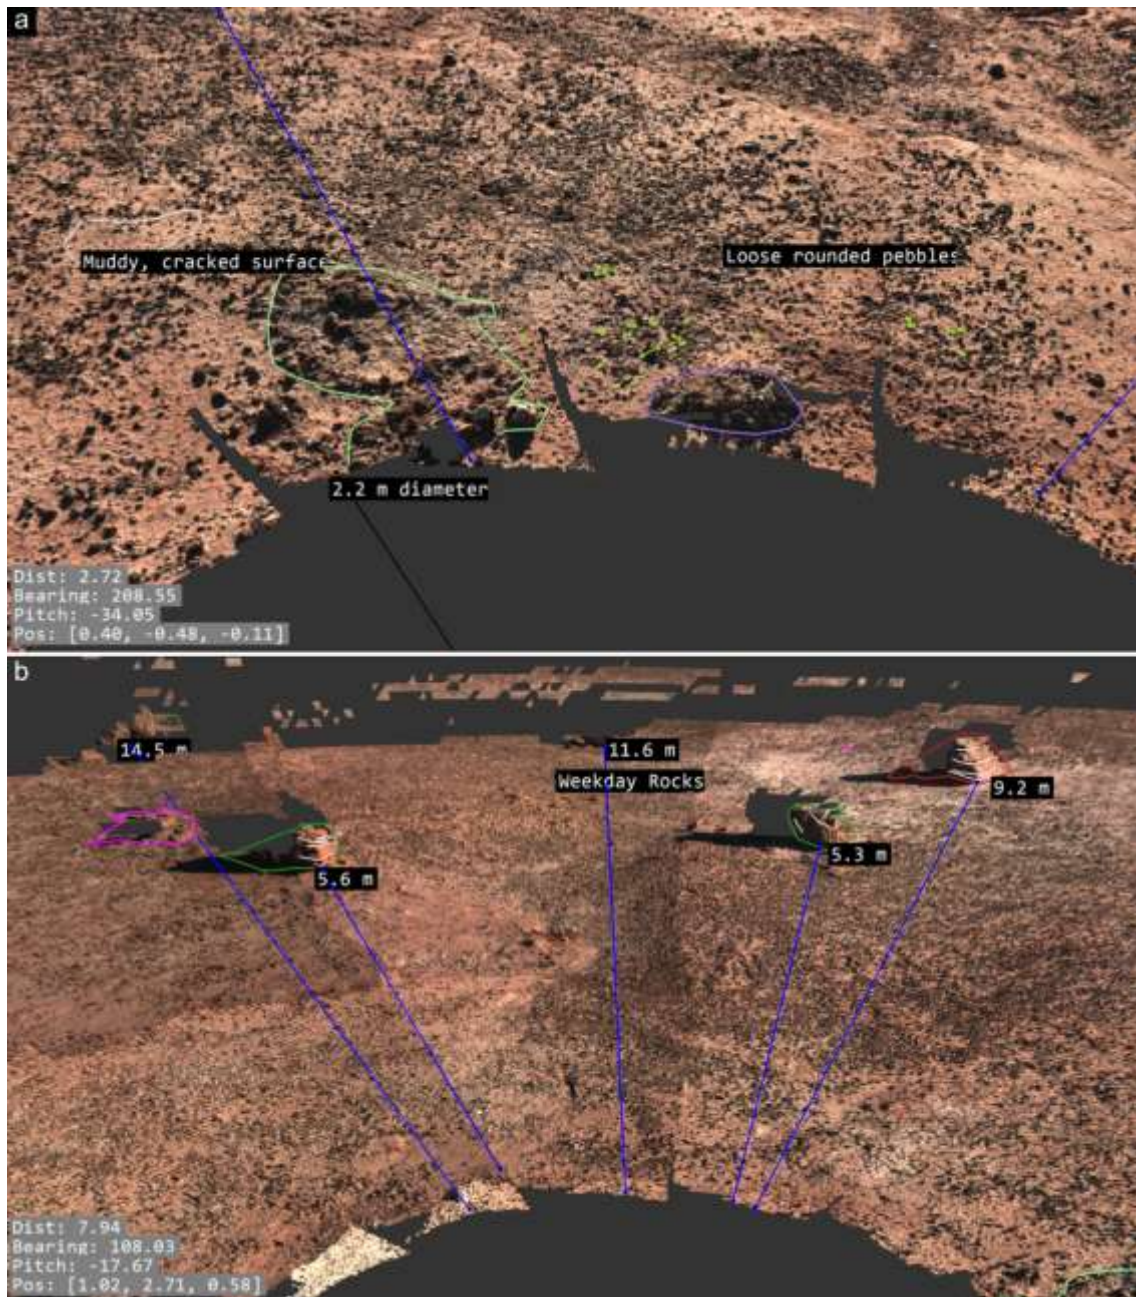 a
Muddy, cracked surface
Loose rounded pebbles
2.2 m diameter
Dist: 2.72
Bearing: 208.55
Pitch: -34.05
Pos: [0.40, -0.48, -0.11]
b
14.5 m
11.6 m
Weekday Rocks
9.2 m
5.3 m
5.6 m
Dist: 7.94
Bearing: 108.03
Pitch: -17.67
Pos: [1.02, 2.71, 0.58]